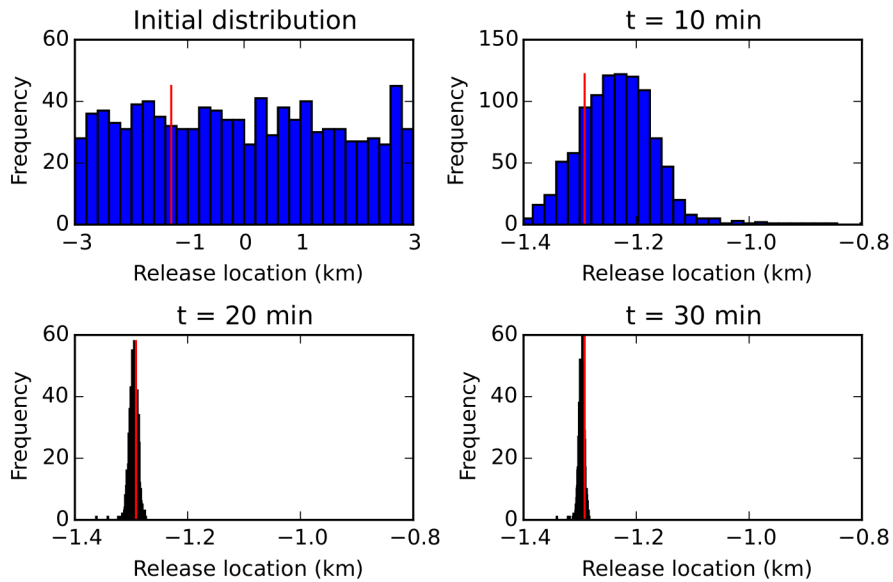 Initial distribution
60
40
20
0
Frequency
−3
−1
0
1
3
Release location (km)
t = 10 min
150
100
50
0
Frequency
−1.4
−1.2
−1.0
−0.8
Release location (km)
t = 20 min
60
40
20
0
Frequency
−1.4
−1.2
−1.0
−0.8
Release location (km)
t = 30 min
60
40
20
0
Frequency
−1.4
−1.2
−1.0
−0.8
Release location (km)